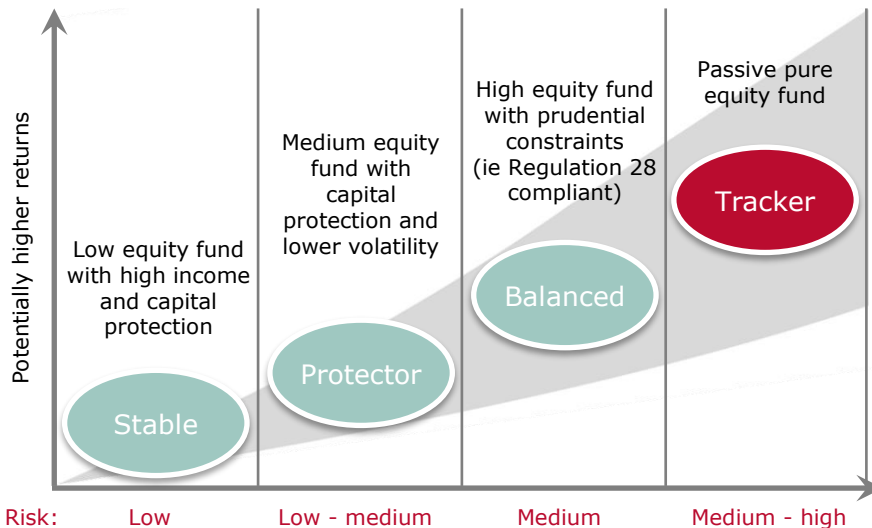 Potentially higher returns
Low equity fund
with high income
and capital
protection
Stable
Medium equity
fund with
capital
protection and
lower volatility
Protector
High equity fund
with prudential
constraints
(ie Regulation 28
compliant)
Balanced
Passive pure
equity fund
Tracker
Risk: Low Low - medium Medium Medium - high